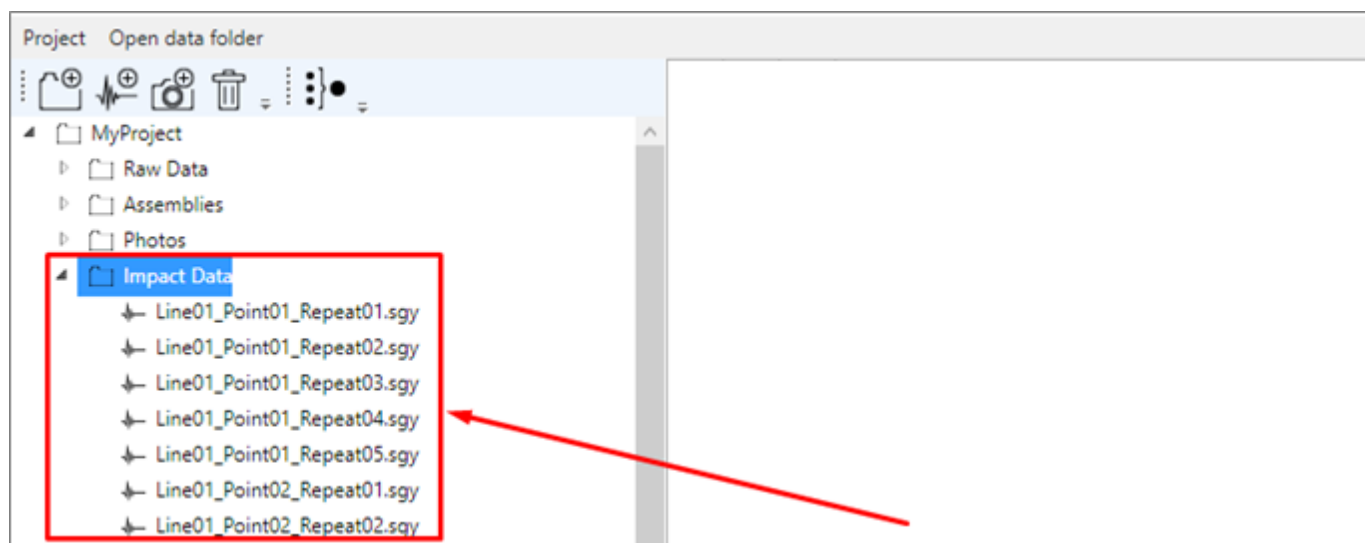 Project Open data folder
MyProject
Raw Data
Assemblies
Photos
Impact Data
Line01_Point01_Repeat01.sgy
Line01_Point01_Repeat02.sgy
Line01_Point01_Repeat03.sgy
Line01_Point01_Repeat04.sgy
Line01_Point01_Repeat05.sgy
Line01_Point02_Repeat01.sgy
Line01_Point02_Repeat02.sgy